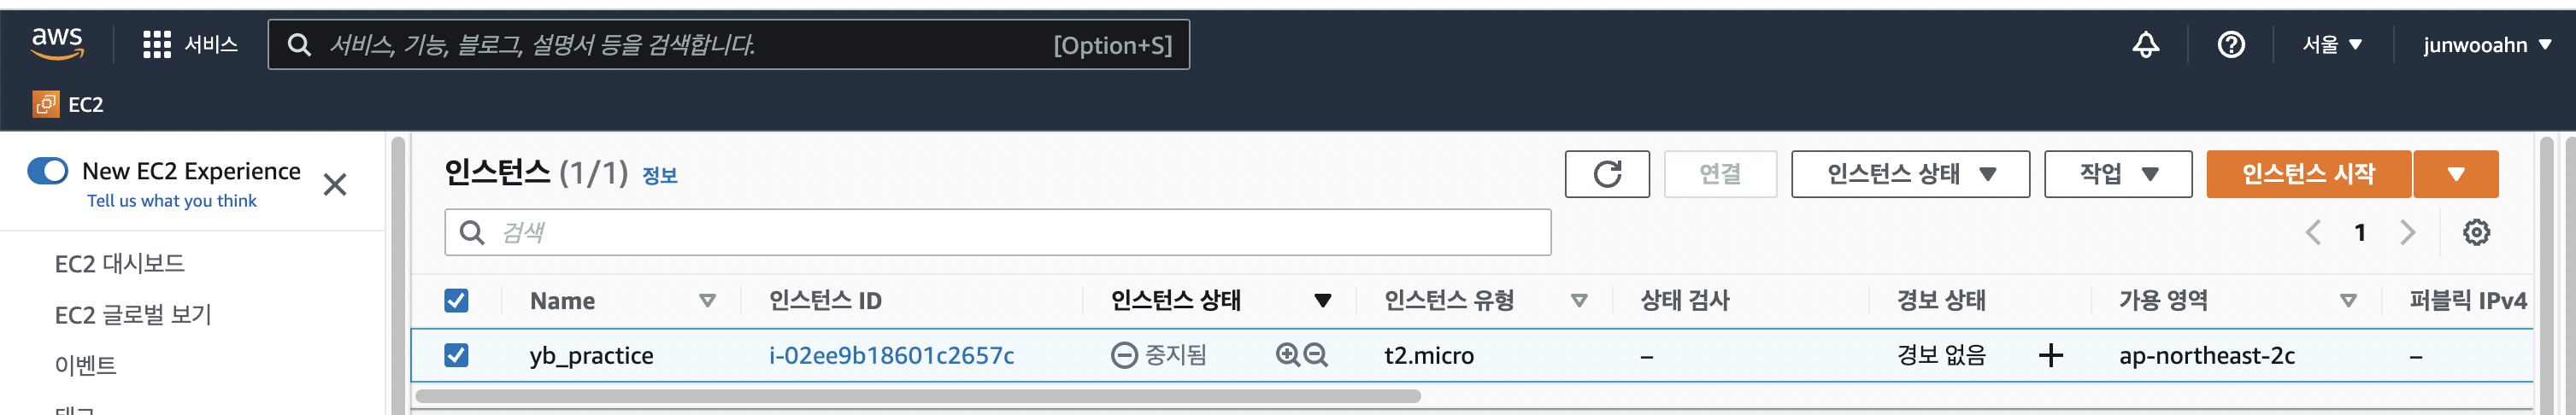 aws 서비스 서비스, 기능, 블로그, 설명서 등을 검색합니다. [Option+S] 서울 junwooahn
EC2
New EC2 Experience
Tell us what you think
EC2 대시보드
EC2 글로벌 보기
이벤트
태그
인스턴스 (1/1) 정보 연결 인스턴스 상태 작업 인스턴스 시작
검색 1
Name 인스턴스 ID 인스턴스 상태 인스턴스 유형 상태 검사 경보 상태 가용 영역 퍼블릭 IPv4
yb_practice i-02ee9b18601c2657c 중지됨 t2.micro – 경보 없음 + ap-northeast-2c –